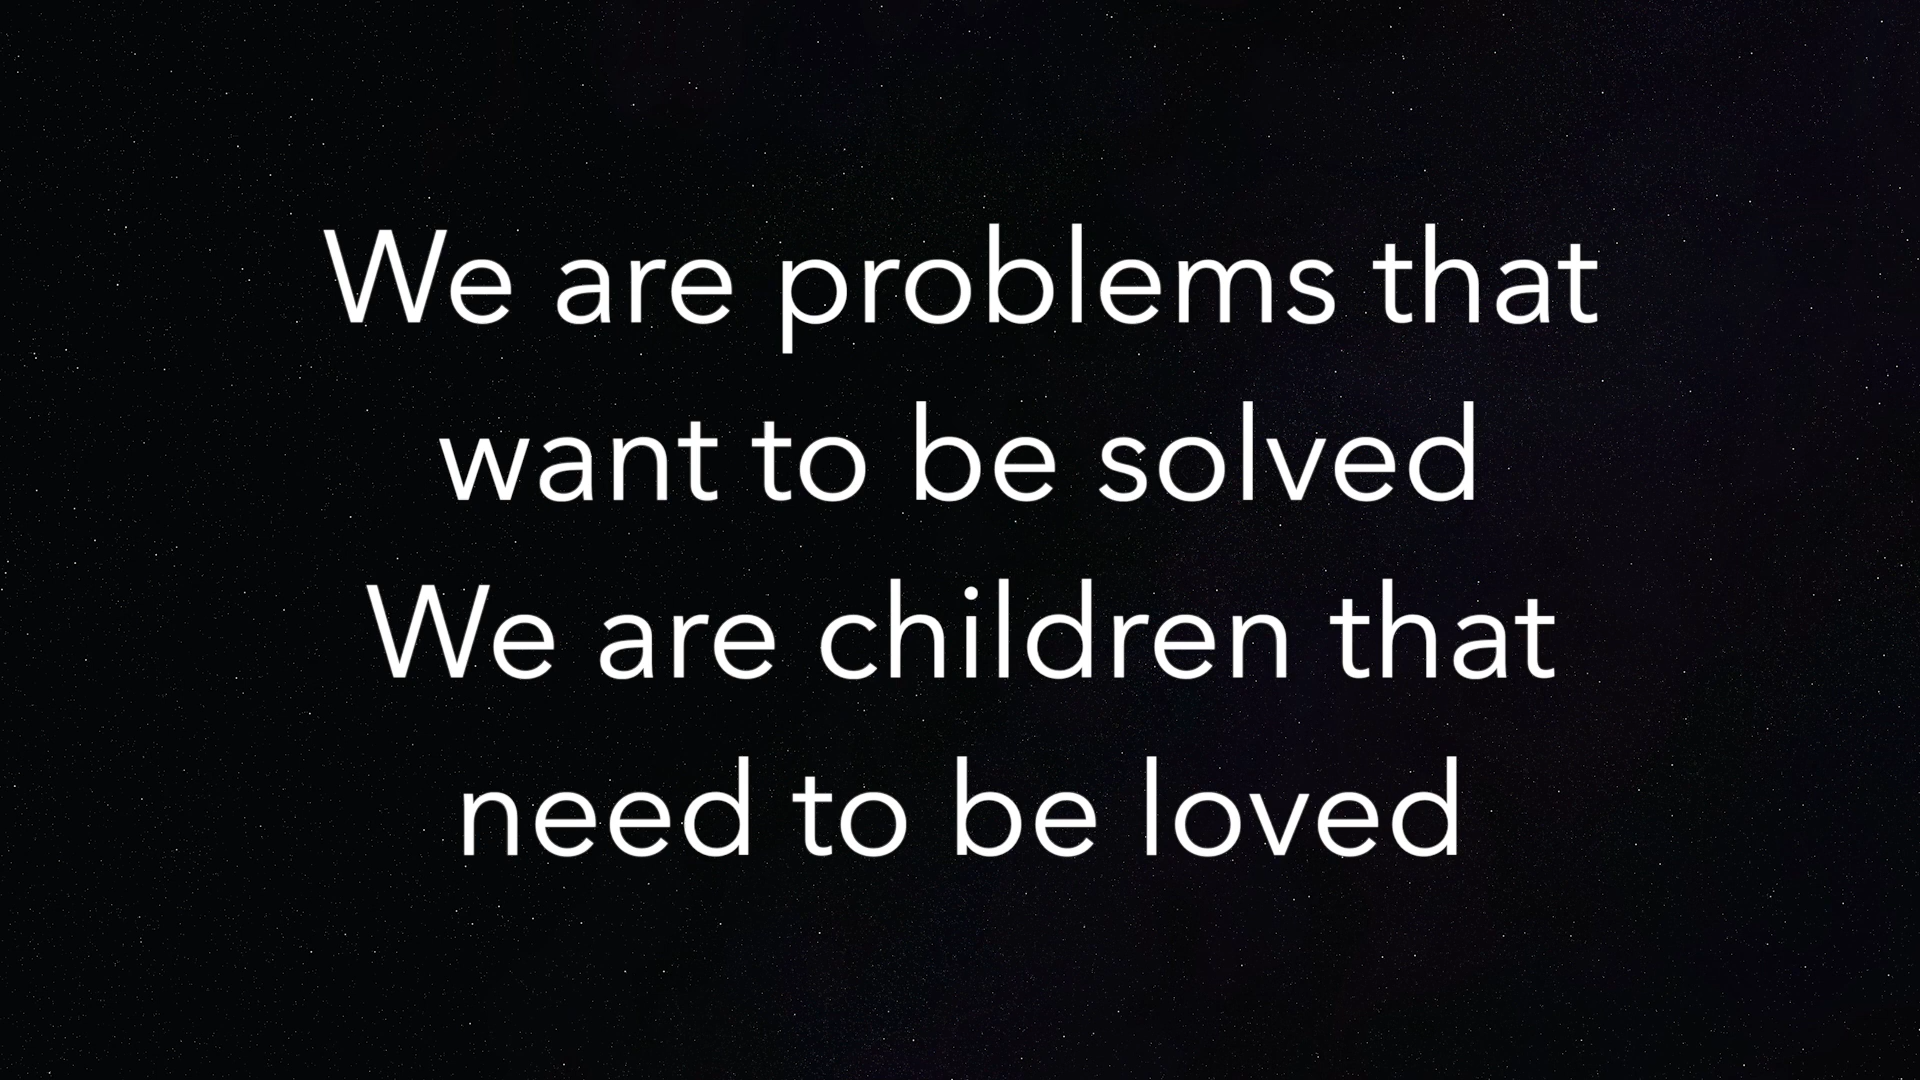 We are problems that
want to be solved
We are children that
need to be loved